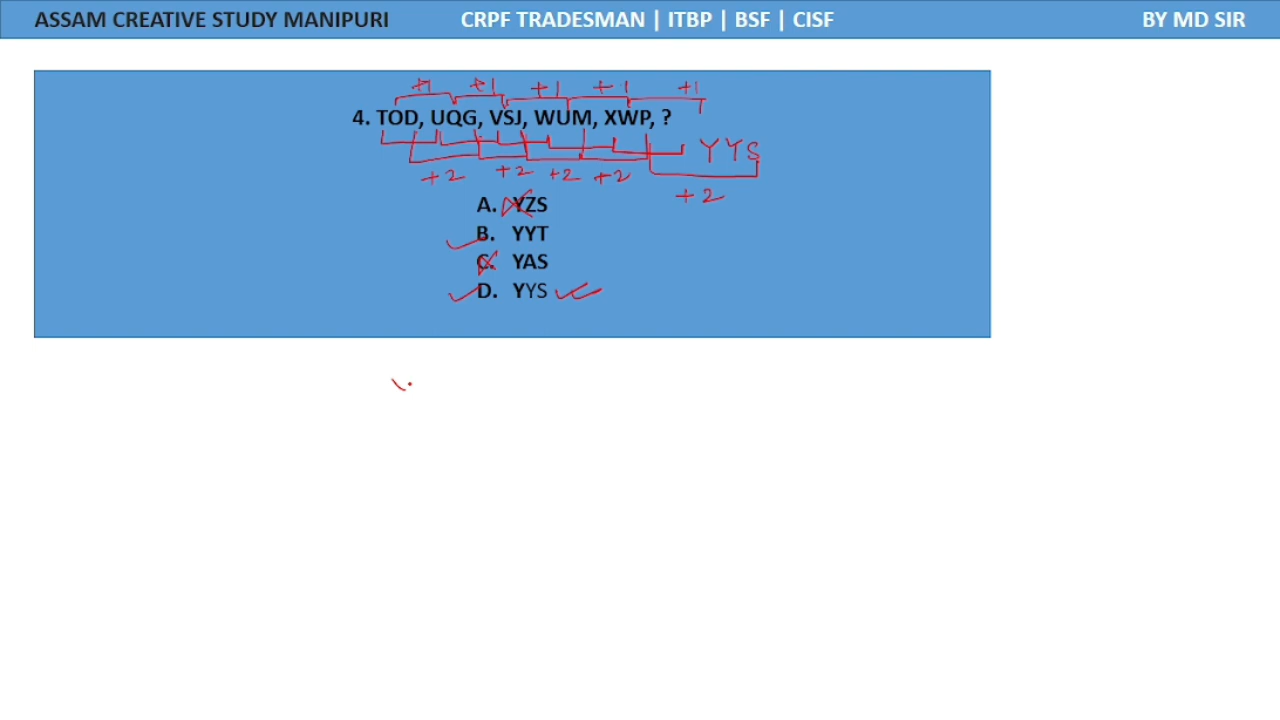 ASSAM CREATIVE STUDY MANIPURI CRPF TRADESMAN | ITBP | BSF | CISF BY MD SIR
+1 +1 +1 +1 +1
4. TOD, UQG, VSJ, WUM, XWP, ?
YYS
+2 +2 +2 +2
+2
A. YZS
B. YYT
C. YAS
D. YYS